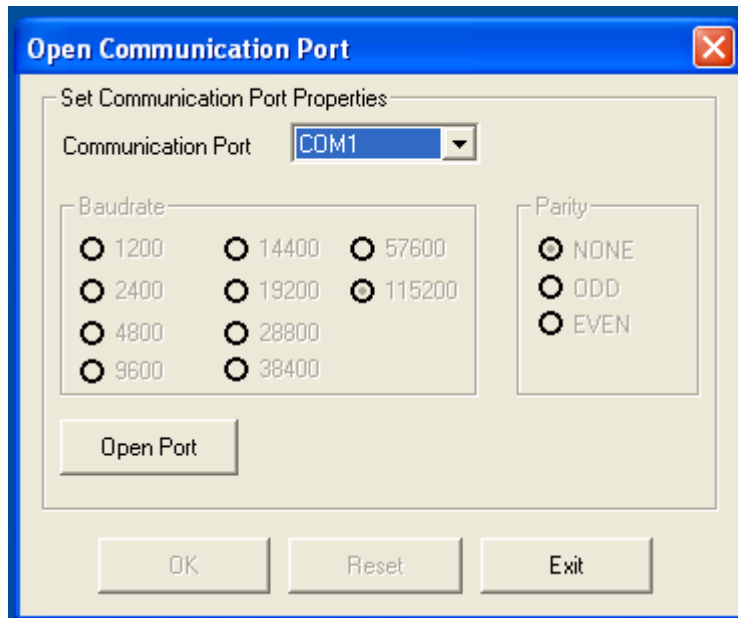 Open Communication Port
Set Communication Port Properties
Communication Port COM1
Baudrate Parity
1200 14400 57600 NONE
2400 19200 115200 ODD
4800 28800 EVEN
9600 38400
Open Port
OK Reset Exit